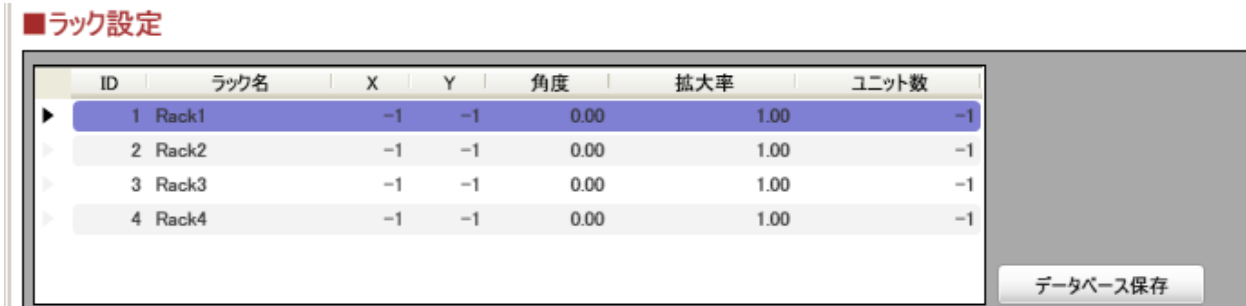 ■ラック設定
ID ラック名 X Y 角度 拡大率 ユニット数
1 Rack1 -1 -1 0.00 1.00 -1
2 Rack2 -1 -1 0.00 1.00 -1
3 Rack3 -1 -1 0.00 1.00 -1
4 Rack4 -1 -1 0.00 1.00 -1
データベース保存